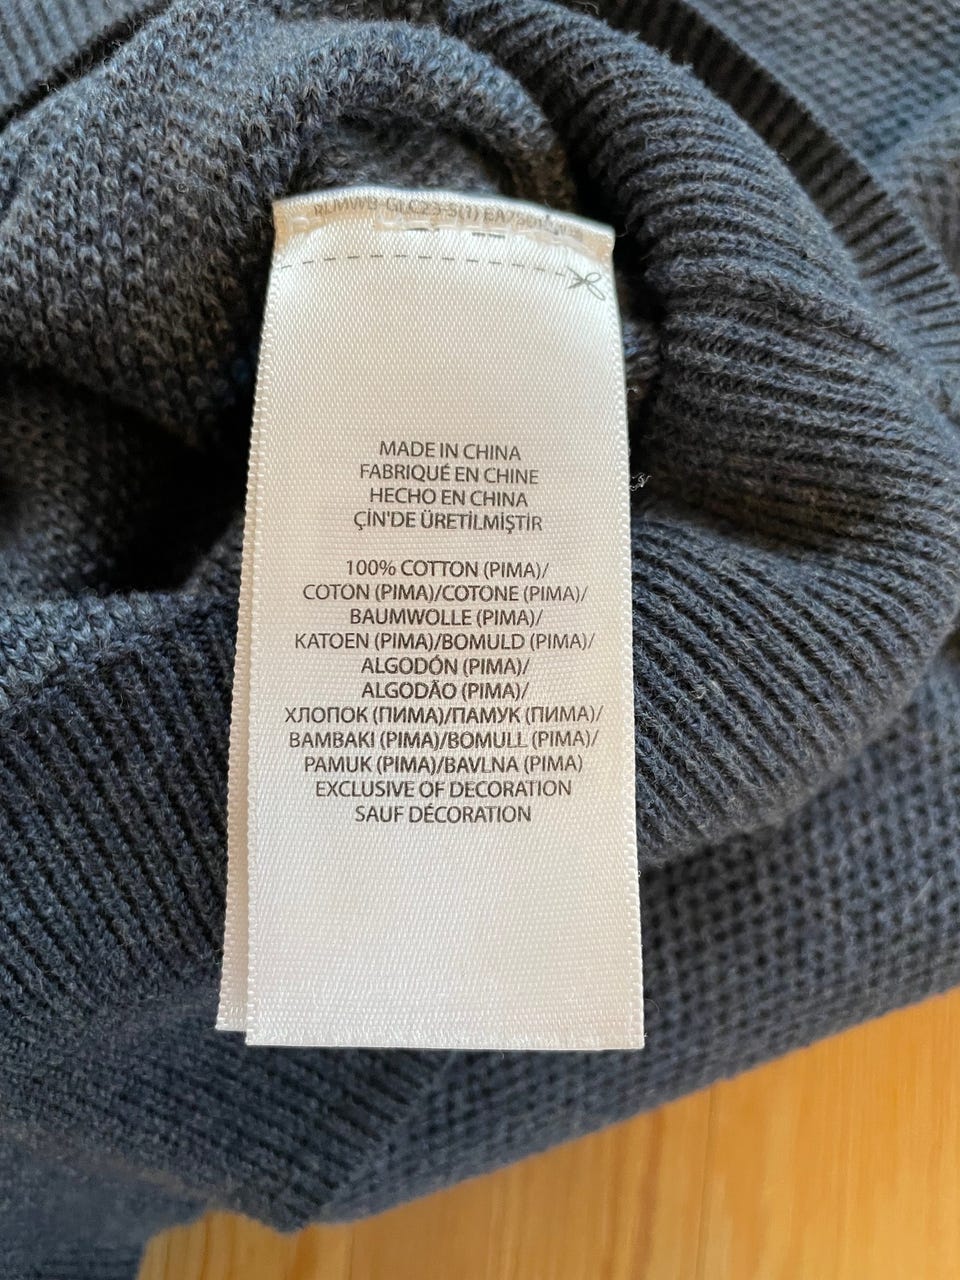 MADE IN CHINA
FABRIQUÉ EN CHINE
HECHO EN CHINA
ÇİN'DE ÜRETİLMİŞTİR
100% COTTON (PIMA)/
COTON (PIMA)/COTONE (PIMA)/
BAUMWOLLE (PIMA)/
KATOEN (PIMA)/BOMULD (PIMA)/
ALGODÓN (PIMA)/
ALGODÃO (PIMA)/
ХЛОПОК (ПИМА)/ПАМУК (ПИМА)/
BAMBAKI (PIMA)/BOMULL (PIMA)/
PAMUK (PIMA)/BAVLNA (PIMA)
EXCLUSIVE OF DECORATION
SAUF DÉCORATION